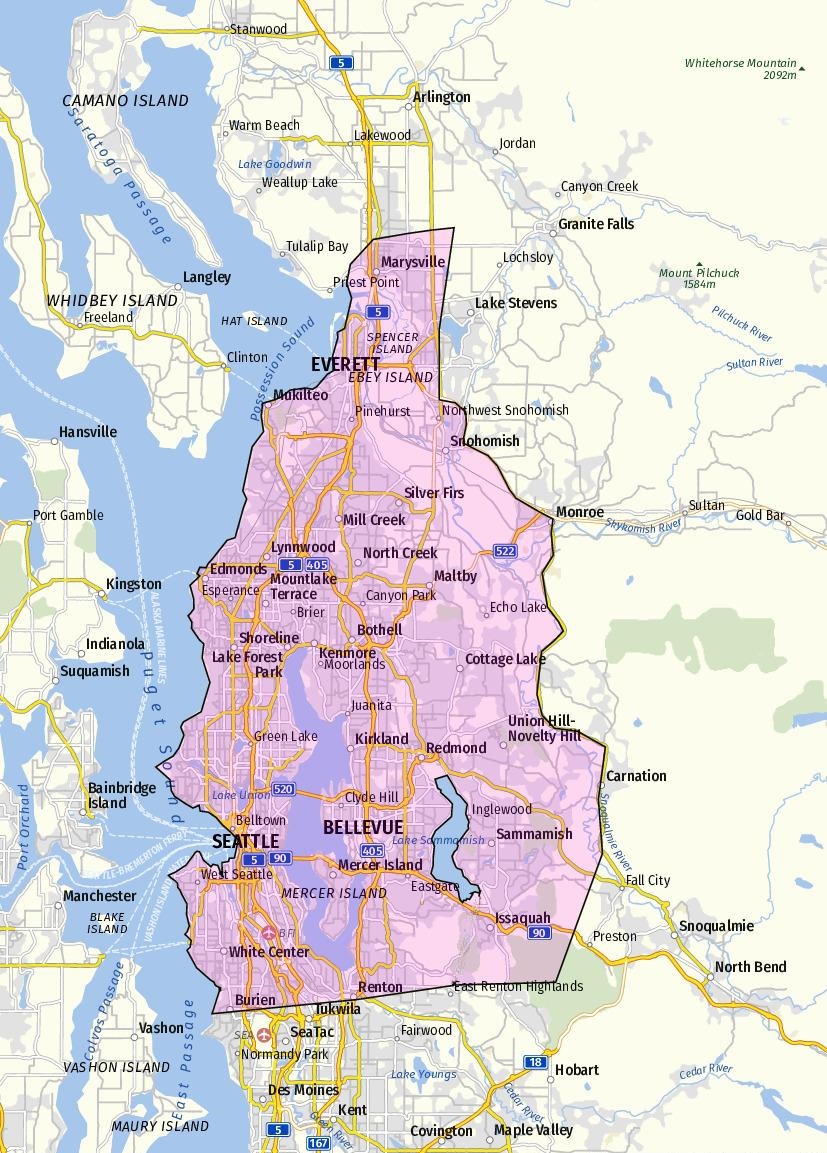 Stanwood
5
Whitehorse Mountain
2092m
CAMANO ISLAND
Arlington
Saratoga Passage
Warm Beach
Lakewood
Jordan
Lake Goodwin
Weallup Lake
Canyon Creek
Granite Falls
Tulalip Bay
Marysville
Lochsloy
Langley
Priest Point
Mount Pilchuck
1584m
WHIDBEY ISLAND
Lake Stevens
Freeland
HAT ISLAND
5
Pilchuck River
SPENCER
ISLAND
Possession Sound
Clinton
EVERETT
EBEY ISLAND
Sultan River
Mukilteo
Pinehurst
Northwest Snohomish
Hansville
Snohomish
Silver Firs
Port Gamble
Mill Creek
Monroe
Sultan
Gold Bar
Skykomish River
Lynnwood
North Creek
522
5
405
Edmonds
Mountlake
Terrace
Maltby
Kingston
Esperance
Canyon Park
ALASKA MARINE LINES
Brier
Echo Lake
Bothell
Shoreline
Indianola
Kenmore
Lake Forest
Park
Moorlands
Cottage Lake
Suquamish
Puget Sound
Juanita
Union Hill-
Novelty Hill
Green Lake
Kirkland
Redmond
Carnation
Bainbridge
Island
Port Orchard
Lake Union
520
Clyde Hill
Inglewood
Snoqualmie River
Belltown
BELLEVUE
Sammamish
SEATTLE
Lake Sammamish
405
5
90
Mercer Island
West Seattle
Eastgate
Fall City
MERCER ISLAND
Manchester
BLAKE
ISLAND
Issaquah
Snoqualmie
90
BFI
Preston
White Center
North Bend
Colvos Passage
Renton
East Renton Highlands
Burien
Tukwila
Vashon
SEA
SeaTac
Fairwood
Normandy Park
East Passage
VASHON ISLAND
18
Hobart
Lake Youngs
Cedar River
Des Moines
Cedar River
Kent
MAURY ISLAND
5
167
Green River
Covington
Maple Valley